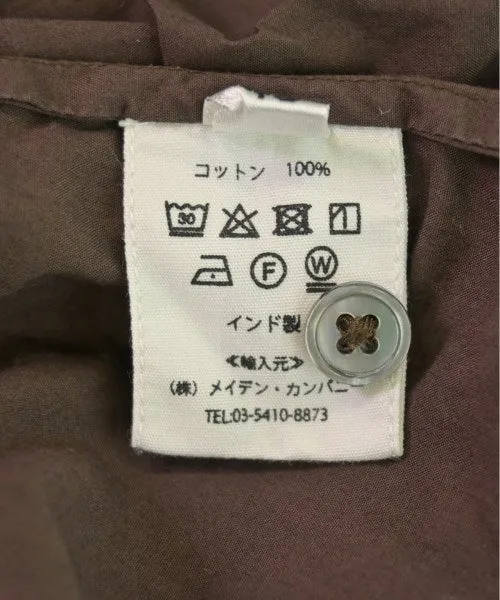 コットン 100%
30
F W
インド製
≪輸入元≫
(株) メイデン・カンパニー
TEL:03-5410-8873